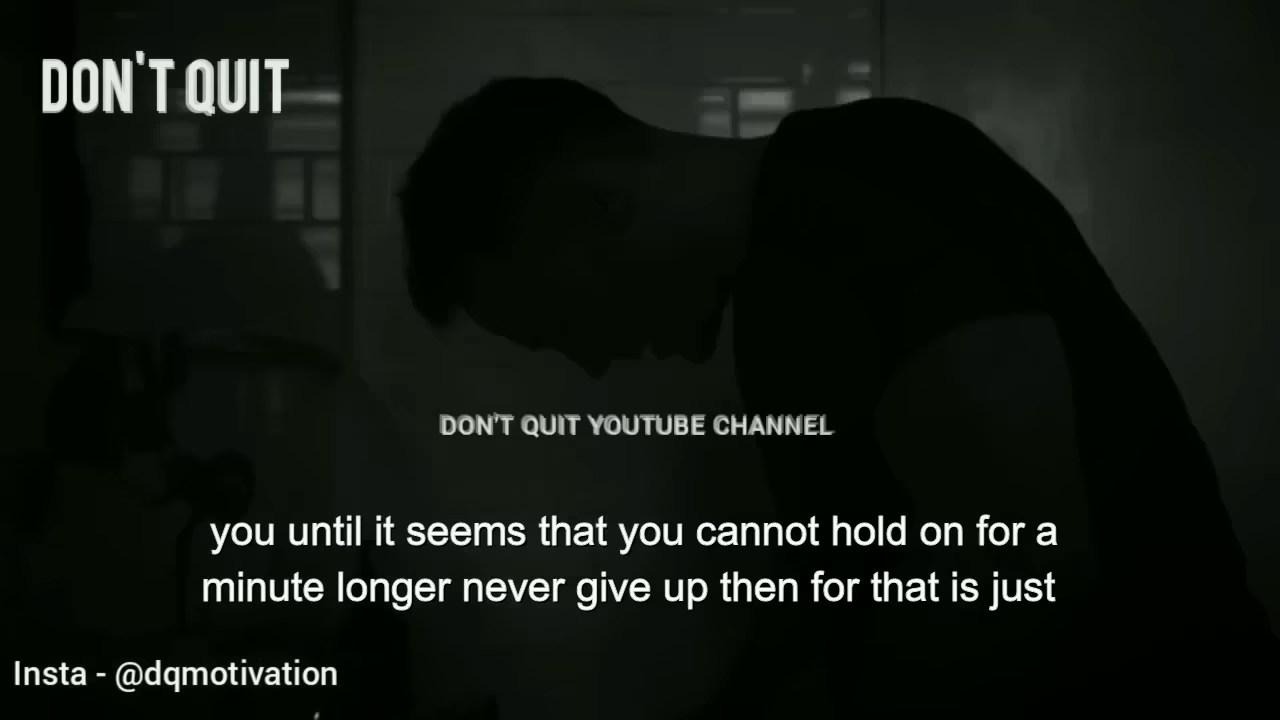 DON'T QUIT
DON'T QUIT YOUTUBE CHANNEL
you until it seems that you cannot hold on for a
minute longer never give up then for that is just
Insta - @dqmotivation